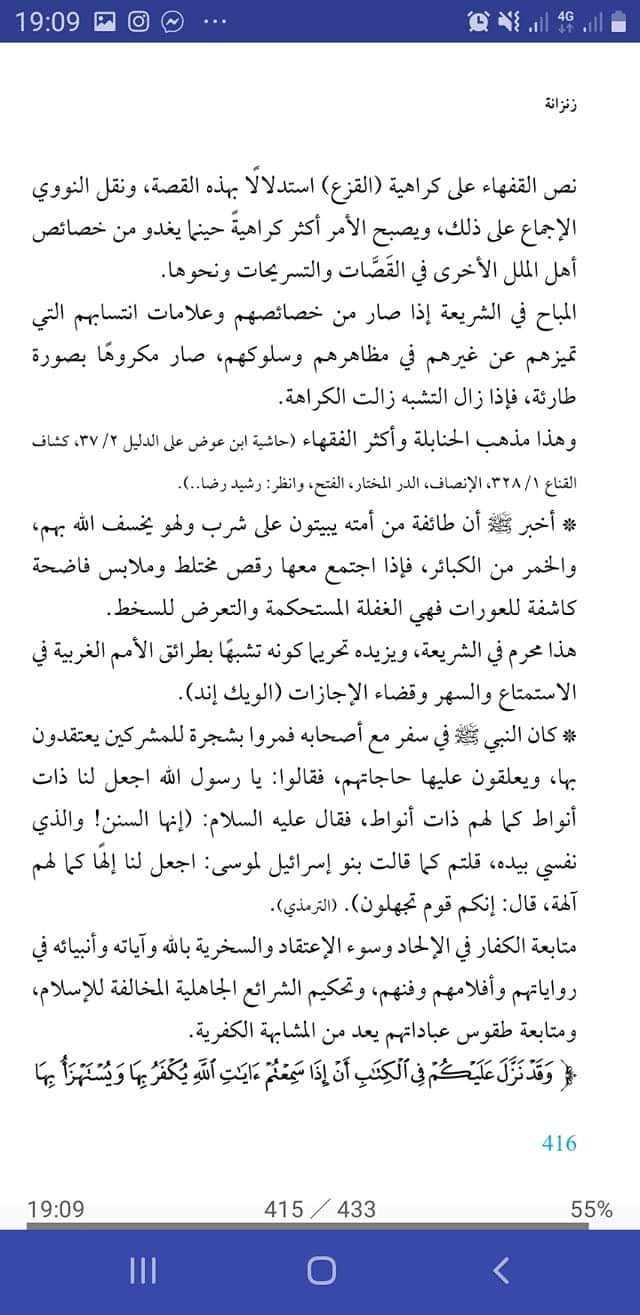 19:09 ... 4G
زنزانة
نص القفهاء على كراهية (القزع) استدلالًا بهذه القصة، ونقل النووي
الإجماع على ذلك، ويصبح الأمر أكثر كراهيةً حينما يغدو من خصائص
أهل الملل الأخرى في القَصَّات والتسريحات ونحوها.
المباح في الشريعة إذا صار من خصائصهم وعلامات انتسابهم التي
تميزهم عن غيرهم في مظاهرهم وسلوكهم، صار مكروهًا بصورة
طارئة، فإذا زال التشبه زالت الكراهة.
وهذا مذهب الحنابلة وأكثر الفقهاء (حاشية ابن عوض على الدليل ٢/ ٣٧، كشاف
القناع ١/ ٣٢٨، الإنصاف، الدر المختار، الفتح، وانظر: رشيد رضا..).
* أخبر ﷺ أن طائفة من أمته يبيتون على شرب ولهو يخسف الله بهم،
والخمر من الكبائر، فإذا اجتمع معها رقص مختلط وملابس فاضحة
كاشفة للعورات فهي الغفلة المستحكمة والتعرض للسخط.
هذا محرم في الشريعة، ويزيده تحريما كونه تشبهًا بطرائق الأمم الغربية في
الاستمتاع والسهر وقضاء الإجازات (الويك إند).
* كان النبي ﷺ في سفر مع أصحابه فمروا بشجرة للمشركين يعتقدون
بها، ويعلقون عليها حاجاتهم، فقالوا: يا رسول الله اجعل لنا ذات
أنواط كما لهم ذات أنواط، فقال عليه السلام: (إنها السنن! والذي
نفسي بيده، قلتم كما قالت بنو إسرائيل لموسى: اجعل لنا إلهًا كما لهم
آلهة، قال: إنكم قوم تجهلون). (الترمذي).
متابعة الكفار في الإلحاد وسوء الإعتقاد والسخرية بالله وآياته وأنبيائه في
رواياتهم وأفلامهم وفنهم، وتحكيم الشرائع الجاهلية المخالفة للإسلام،
ومتابعة طقوس عباداتهم يعد من المشابهة الكفرية.
﴿ وَقَدْ نَزَّلَ عَلَيْكُمْ فِي ٱلْكِتَٰبِ أَنْ إِذَا سَمِعْتُمْ ءَايَٰتِ ٱللَّهِ يُكْفَرُ بِهَا وَيُسْتَهْزَأُ بِهَا
416
19:09 415 / 433 55%